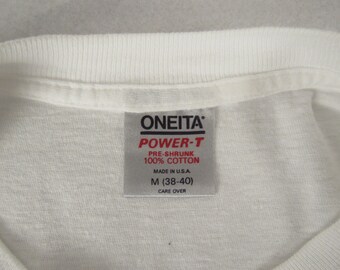 ONEITA
POWER-T
PRE-SHRUNK
100% COTTON
MADE IN U.S.A.
M (38-40)
CARE OVER